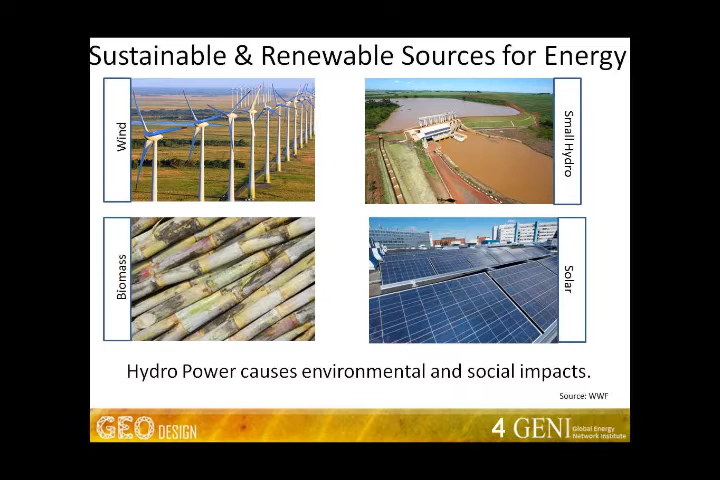 Sustainable & Renewable Sources for Energy
Wind
Small Hydro
Biomass
Solar
Hydro Power causes environmental and social impacts.
Source: WWF
GEO DESIGN
4 GENI Global Energy
Network Institute